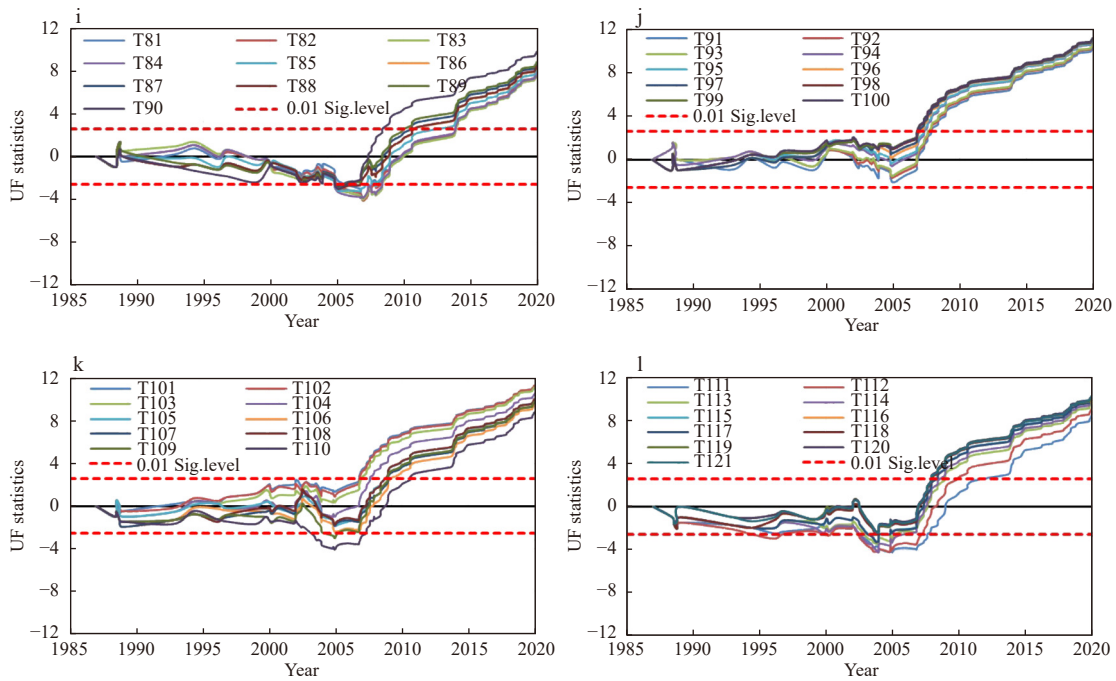 i
12
8
4
0
−4
−8
−12
UF statistics
T81 T82 T83
T84 T85 T86
T87 T88 T89
T90 0.01 Sig.level
1985 1990 1995 2000 2005 2010 2015 2020
Year
j
12
8
4
0
−4
−8
−12
UF statistics
T91 T92
T93 T94
T95 T96
T97 T98
T99 T100
0.01 Sig.level
1985 1990 1995 2000 2005 2010 2015 2020
Year
k
12
8
4
0
−4
−8
−12
UF statistics
T101 T102
T103 T104
T105 T106
T107 T108
T109 T110
0.01 Sig.level
1985 1990 1995 2000 2005 2010 2015 2020
Year
l
12
8
4
0
−4
−8
−12
UF statistics
T111 T112
T113 T114
T115 T116
T117 T118
T119 T120
T121 0.01 Sig.level
1985 1990 1995 2000 2005 2010 2015 2020
Year